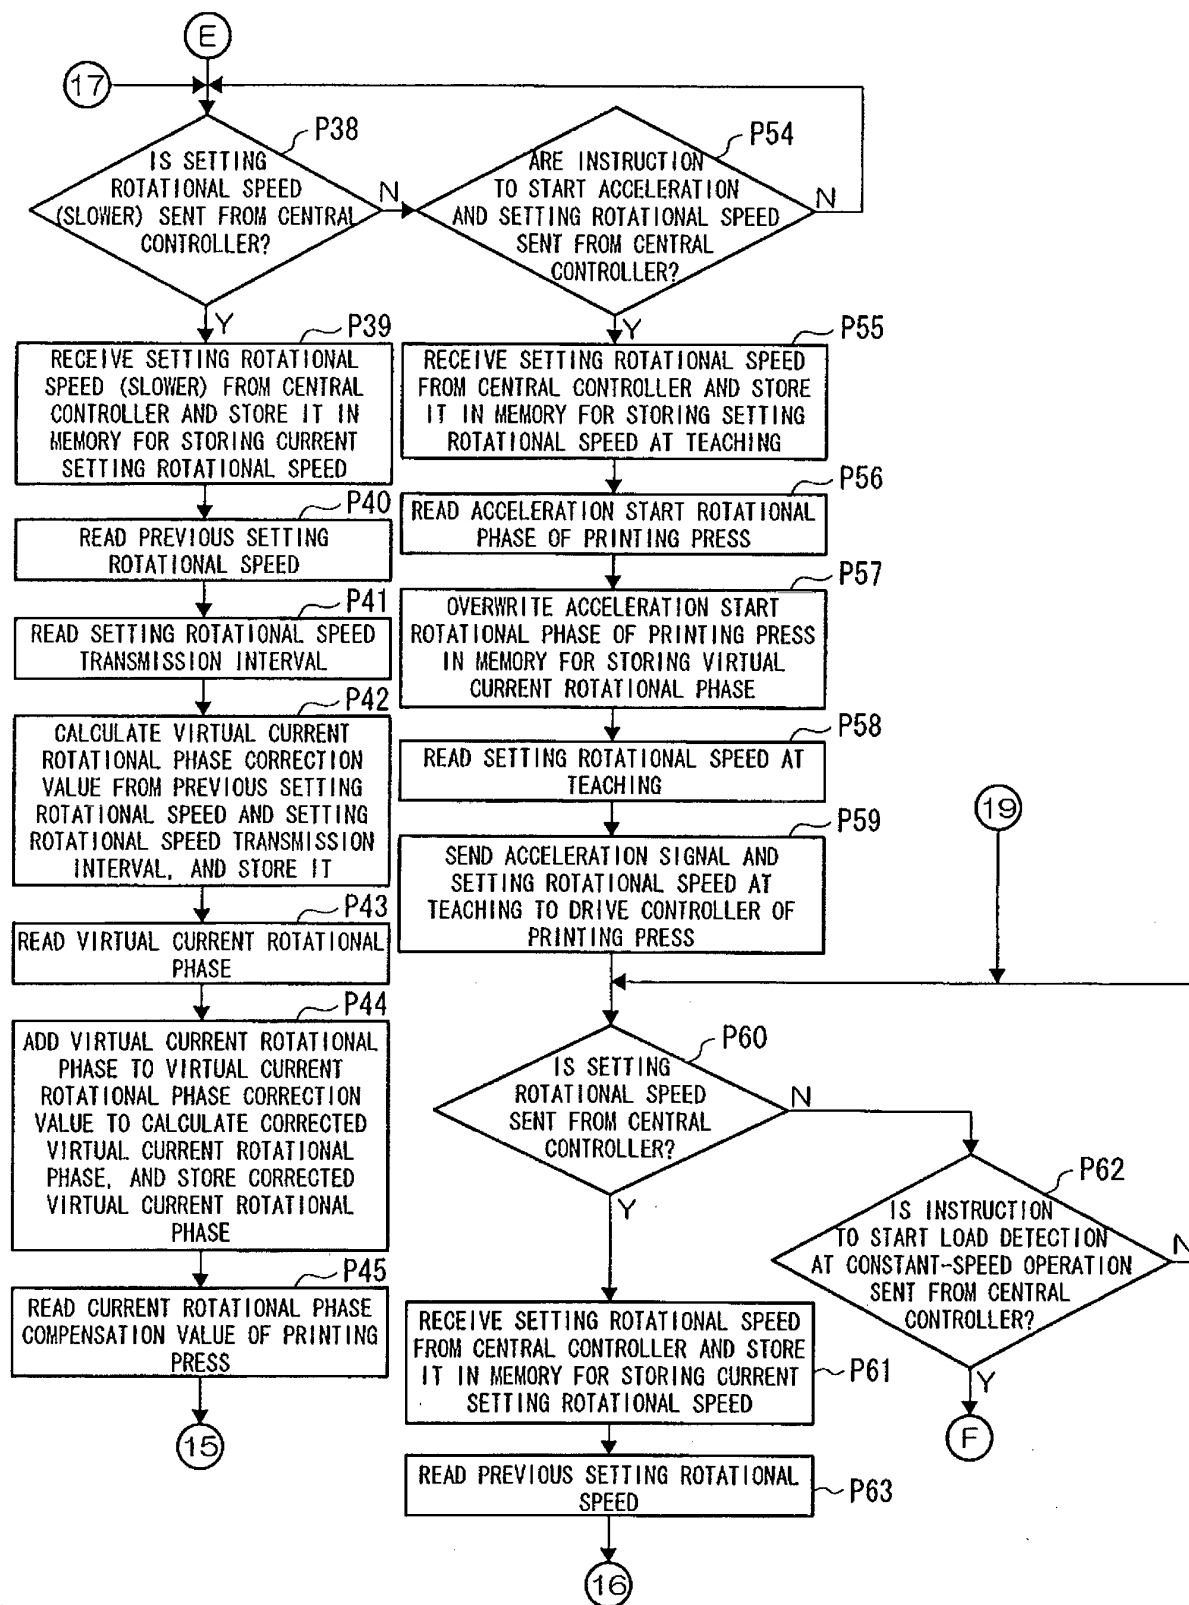 E
17
P38
IS SETTING
ROTATIONAL
SPEED
(SLOWER) SENT FROM CENTRAL
CONTROLLER?
N
Y
P54
ARE INSTRUCTION
TO START ACCELERATION
AND SETTING ROTATIONAL SPEED
SENT FROM CENTRAL
CONTROLLER?
N
Y
P39
RECEIVE SETTING ROTATIONAL
SPEED (SLOWER) FROM CENTRAL
CONTROLLER AND STORE IT IN
MEMORY FOR STORING CURRENT
SETTING ROTATIONAL SPEED
P40
READ PREVIOUS SETTING
ROTATIONAL SPEED
P41
READ SETTING ROTATIONAL SPEED
TRANSMISSION INTERVAL
P42
CALCULATE VIRTUAL CURRENT
ROTATIONAL PHASE CORRECTION
VALUE FROM PREVIOUS SETTING
ROTATIONAL SPEED AND SETTING
ROTATIONAL SPEED TRANSMISSION
INTERVAL, AND STORE IT
P43
READ VIRTUAL CURRENT ROTATIONAL
PHASE
P44
ADD VIRTUAL CURRENT ROTATIONAL
PHASE TO VIRTUAL CURRENT
ROTATIONAL PHASE CORRECTION
VALUE TO CALCULATE CORRECTED
VIRTUAL CURRENT ROTATIONAL
PHASE, AND STORE CORRECTED
VIRTUAL CURRENT ROTATIONAL
PHASE
P45
READ CURRENT ROTATIONAL PHASE
COMPENSATION VALUE OF PRINTING
PRESS
15
P55
RECEIVE SETTING ROTATIONAL SPEED
FROM CENTRAL CONTROLLER AND STORE
IT IN MEMORY FOR STORING SETTING
ROTATIONAL SPEED AT TEACHING
P56
READ ACCELERATION START ROTATIONAL
PHASE OF PRINTING PRESS
P57
OVERWRITE ACCELERATION START
ROTATIONAL PHASE OF PRINTING PRESS
IN MEMORY FOR STORING VIRTUAL
CURRENT ROTATIONAL PHASE
P58
READ SETTING ROTATIONAL SPEED AT
TEACHING
P59
SEND ACCELERATION SIGNAL AND
SETTING ROTATIONAL SPEED AT
TEACHING TO DRIVE CONTROLLER OF
PRINTING PRESS
19
P60
IS SETTING
ROTATIONAL SPEED
SENT FROM CENTRAL
CONTROLLER?
N
Y
P62
IS INSTRUCTION
TO START LOAD DETECTION
AT CONSTANT-SPEED OPERATION
SENT FROM CENTRAL
CONTROLLER?
N
Y
F
RECEIVE SETTING ROTATIONAL SPEED
FROM CENTRAL CONTROLLER AND STORE
IT IN MEMORY FOR STORING CURRENT
SETTING ROTATIONAL SPEED
P61
READ PREVIOUS SETTING ROTATIONAL
SPEED
P63
16